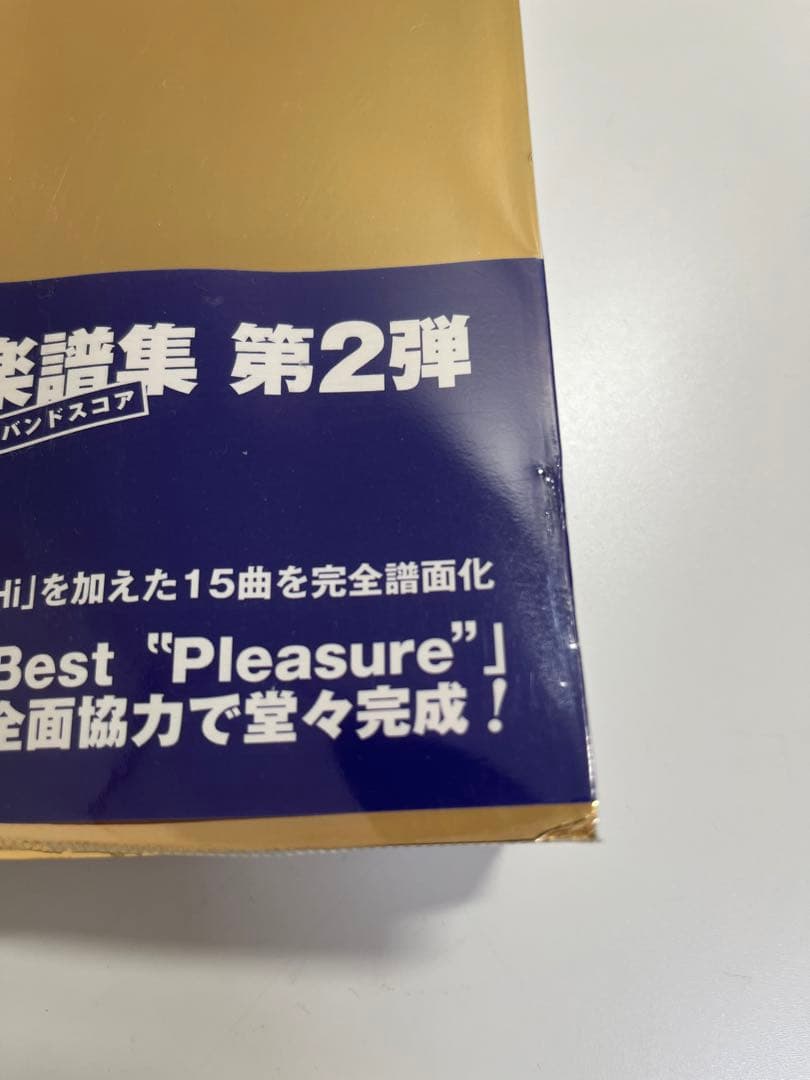 楽譜集 第2弾
バンドスコア
Hi」を加えた15曲を完全譜面化
Best “Pleasure”」
全面協力で堂々完成！